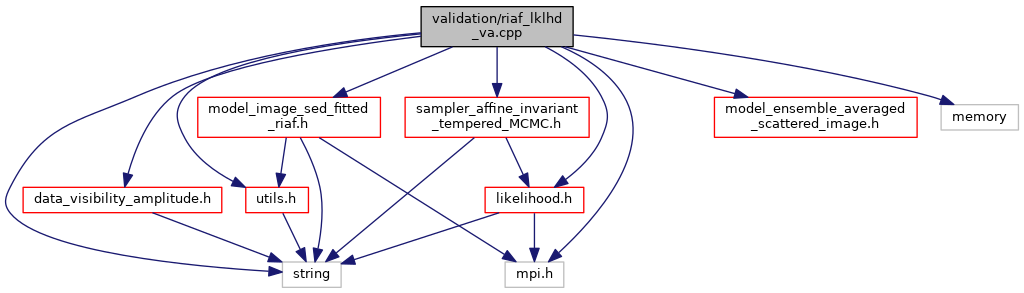 validation/riaf_lklhd
_va.cpp
model_image_sed_fitted
_riaf.h
sampler_affine_invariant
_tempered_MCMC.h
model_ensemble_averaged
_scattered_image.h
memory
data_visibility_amplitude.h
utils.h
likelihood.h
string
mpi.h